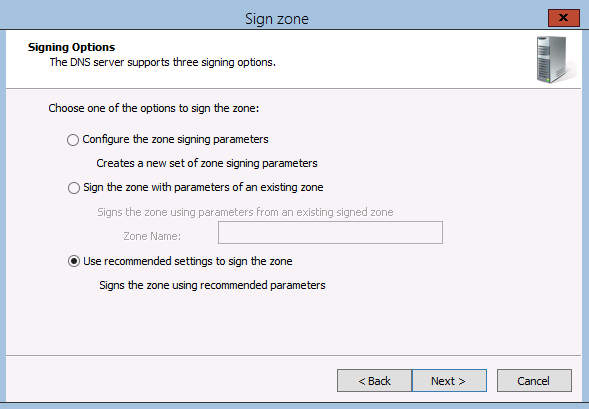 Sign zone
Signing Options
The DNS server supports three signing options.
Choose one of the options to sign the zone:
Configure the zone signing parameters
Creates a new set of zone signing parameters
Sign the zone with parameters of an existing zone
Signs the zone using parameters from an existing signed zone
Zone Name:
Use recommended settings to sign the zone
Signs the zone using recommended parameters
< Back Next > Cancel